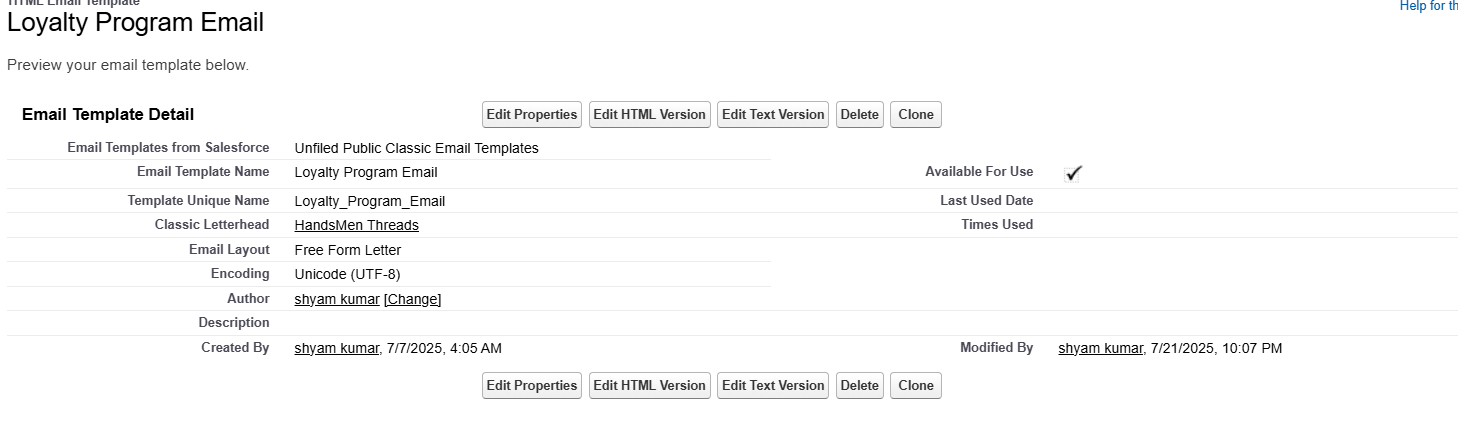 HTML Email Template
Help for th
Loyalty Program Email
Preview your email template below.
Email Template Detail
Edit Properties Edit HTML Version Edit Text Version Delete Clone
Email Templates from Salesforce Unfiled Public Classic Email Templates
Email Template Name Loyalty Program Email Available For Use
Template Unique Name Loyalty_Program_Email Last Used Date
Classic Letterhead HandsMen Threads Times Used
Email Layout Free Form Letter
Encoding Unicode (UTF-8)
Author shyam kumar [Change]
Description
Created By shyam kumar, 7/7/2025, 4:05 AM Modified By shyam kumar, 7/21/2025, 10:07 PM
Edit Properties Edit HTML Version Edit Text Version Delete Clone